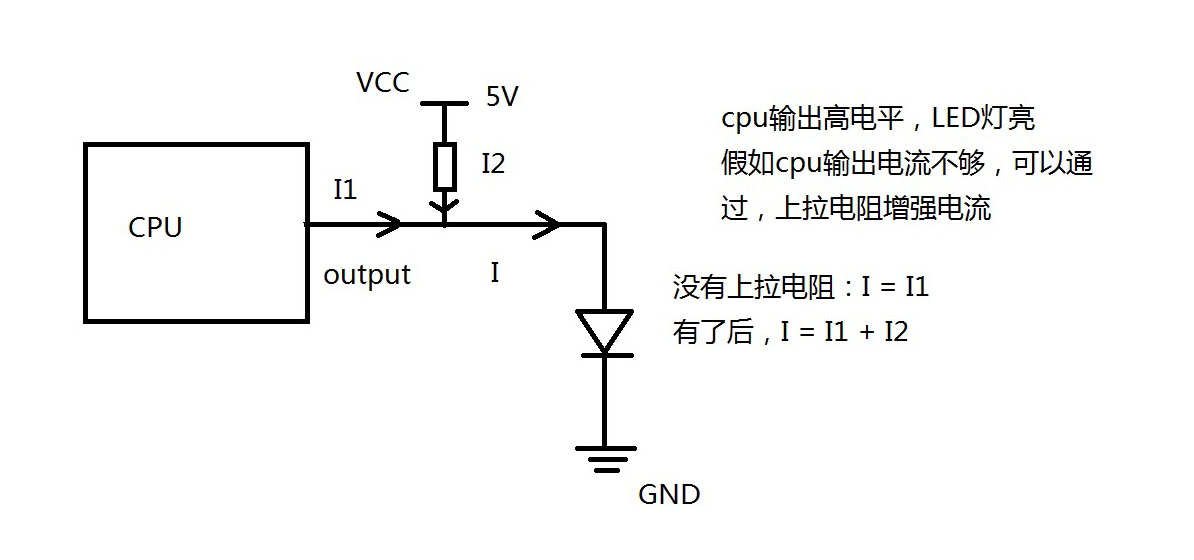 VCC
5V
I2
I1
CPU
output
I
GND
cpu输出高电平，LED灯亮
假如cpu输出电流不够，可以通
过，上拉电阻增强电流
没有上拉电阻：I = I1
有了后，I = I1 + I2